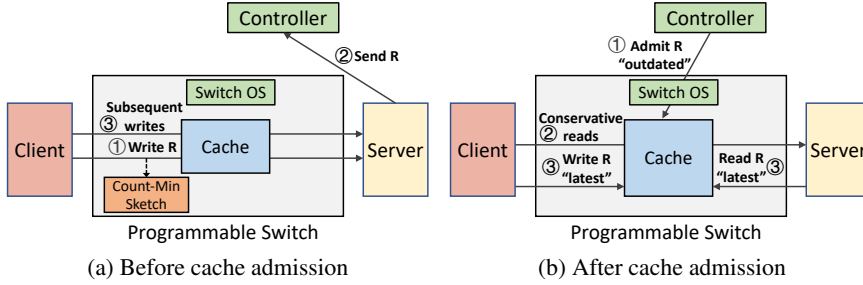 Controller
② Send R
Switch OS
Client
Subsequent
③ writes
① Write R
Cache
Count-Min
Sketch
Server
Programmable Switch
(a) Before cache admission
Controller
① Admit R
“outdated”
Switch OS
Client
Conservative
② reads
③ Write R
“latest”
Cache
Read R ③
“latest”
Server
Programmable Switch
(b) After cache admission